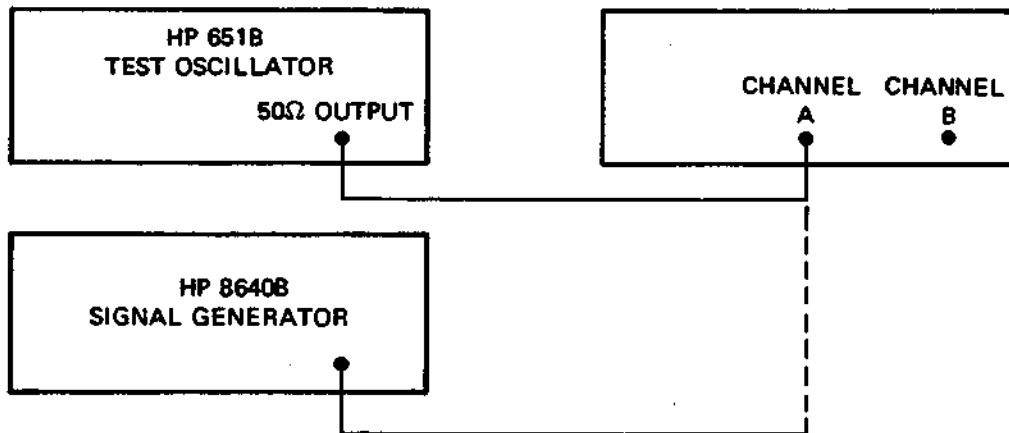 HP 651B
TEST OSCILLATOR
50Ω OUTPUT
CHANNEL CHANNEL
A B
HP 8640B
SIGNAL GENERATOR